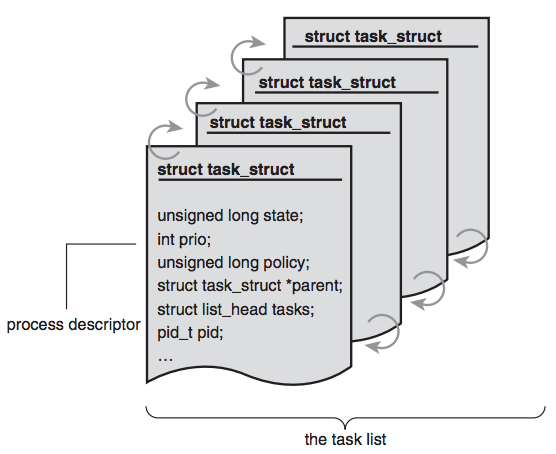 struct task_struct
struct task_struct
struct task_struct
struct task_struct
unsigned long state;
int prio;
unsigned long policy;
struct task_struct *parent;
struct list_head tasks;
pid_t pid;
…
process descriptor
the task list